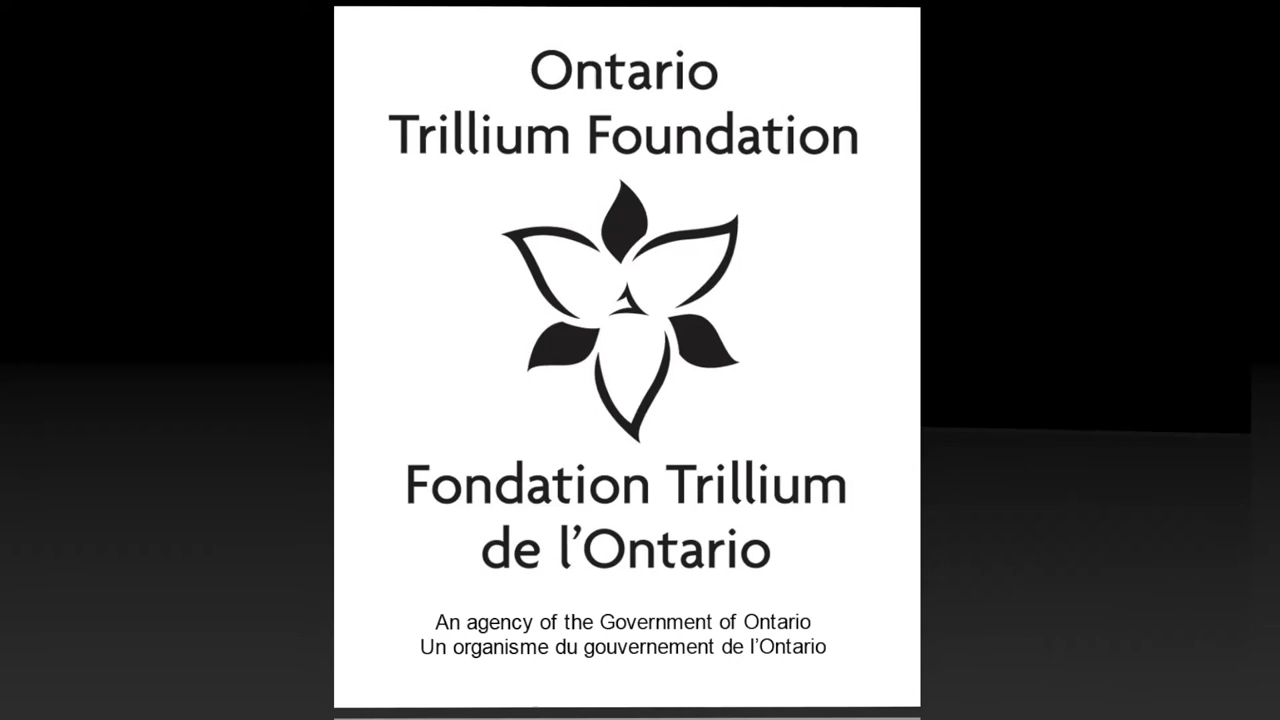 Ontario
Trillium Foundation
Fondation Trillium
de l’Ontario
An agency of the Government of Ontario
Un organisme du gouvernement de l’Ontario